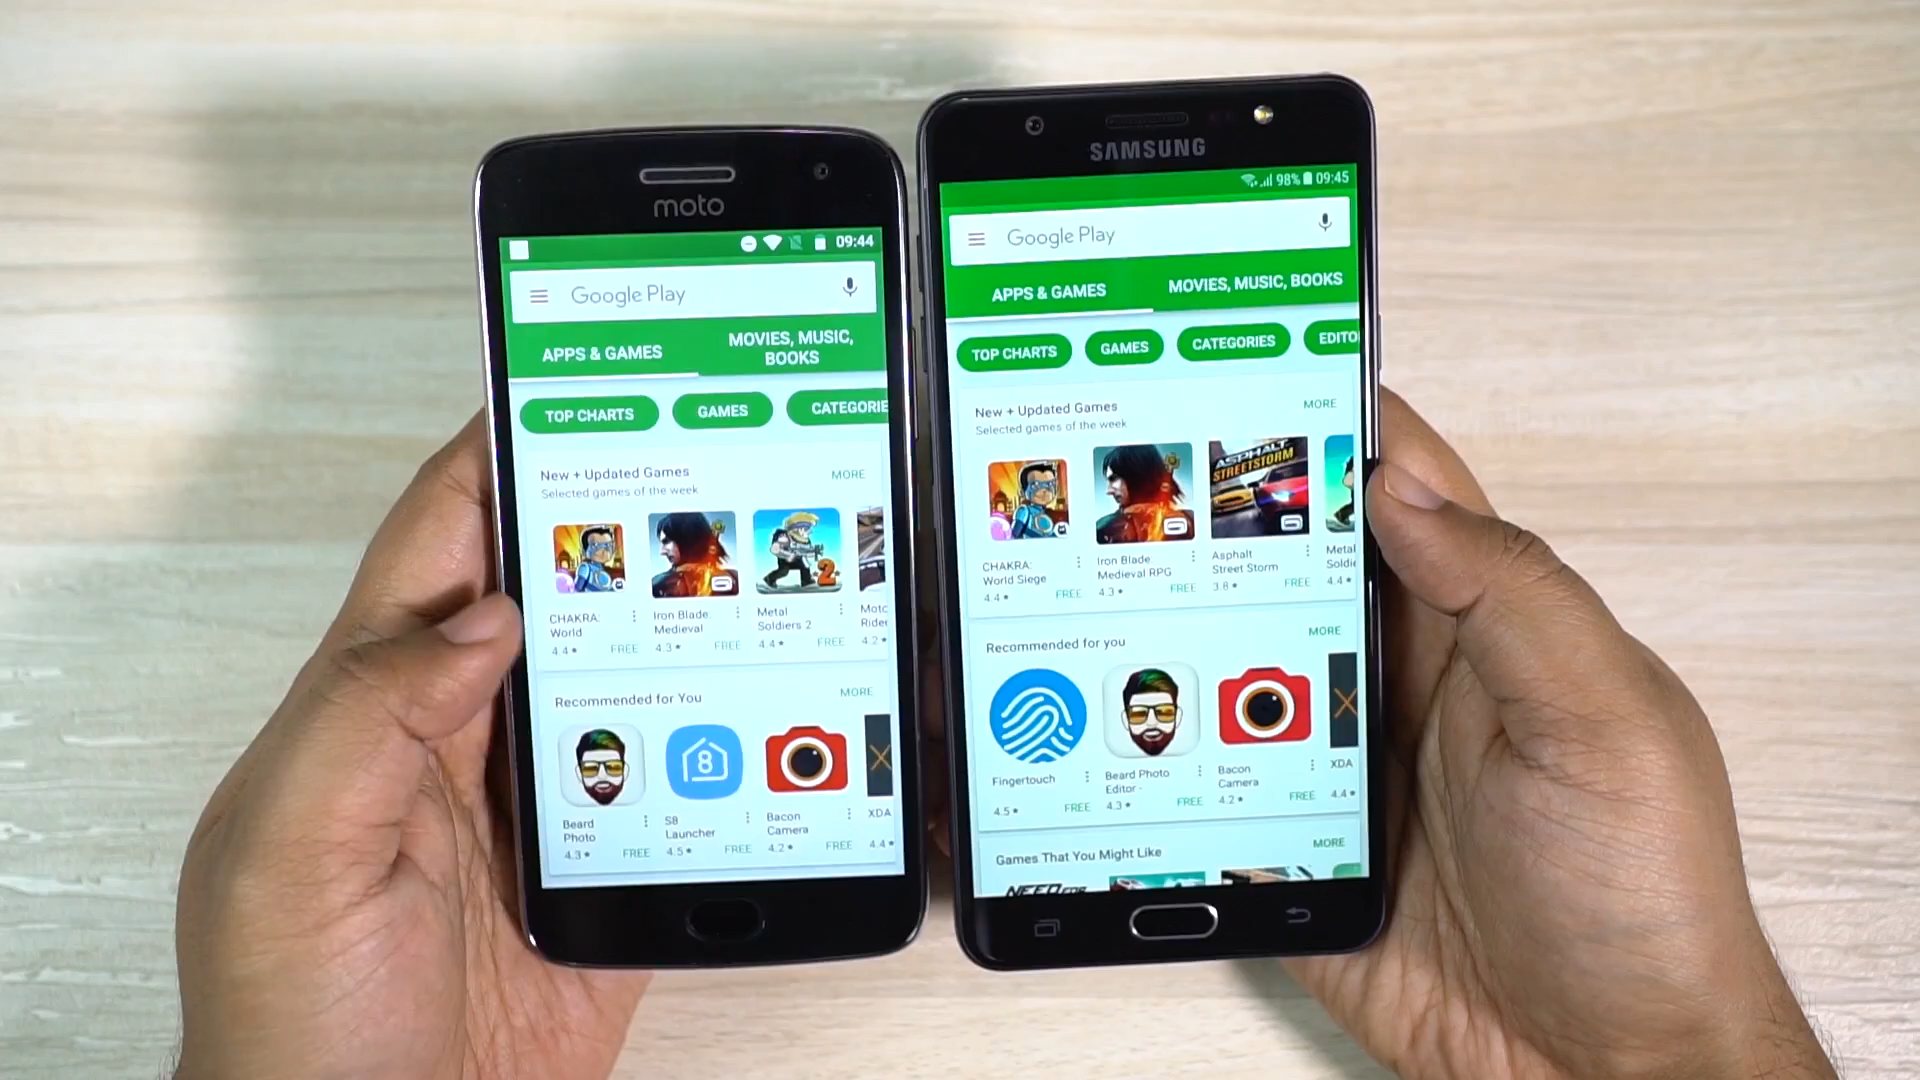 moto
09:44
Google Play
APPS & GAMES
MOVIES, MUSIC,
BOOKS
TOP CHARTS
GAMES
CATEGORIE
New + Updated Games
MORE
Selected games of the week
2
CHAKRA:
World
4.4★
FREE
Iron Blade:
Medieval
4.3★
FREE
Metal
Soldiers 2
4.4★
FREE
Moto
Rider
4.2★
Recommended for You
MORE
8
Beard
Photo
4.3★
FREE
S8
Launcher
4.5★
FREE
Bacon
Camera
4.2★
FREE
XDA
4.4★
SAMSUNG
98% 09:45
Google Play
APPS & GAMES
MOVIES, MUSIC, BOOKS
TOP CHARTS
GAMES
CATEGORIES
EDITO
New + Updated Games
MORE
Selected games of the week
ASPHALT
STREETSTORM
CHAKRA:
World Siege
4.4★
FREE
Iron Blade:
Medieval RPG
4.3★
FREE
Asphalt
Street Storm
3.8★
FREE
Metal
Soldie
4.4★
Recommended for you
MORE
Fingertouch
4.5★
FREE
Beard Photo
Editor -
4.3★
FREE
Bacon
Camera
4.2★
FREE
XDA
4.4★
Games That You Might Like
MORE
NEED FOR